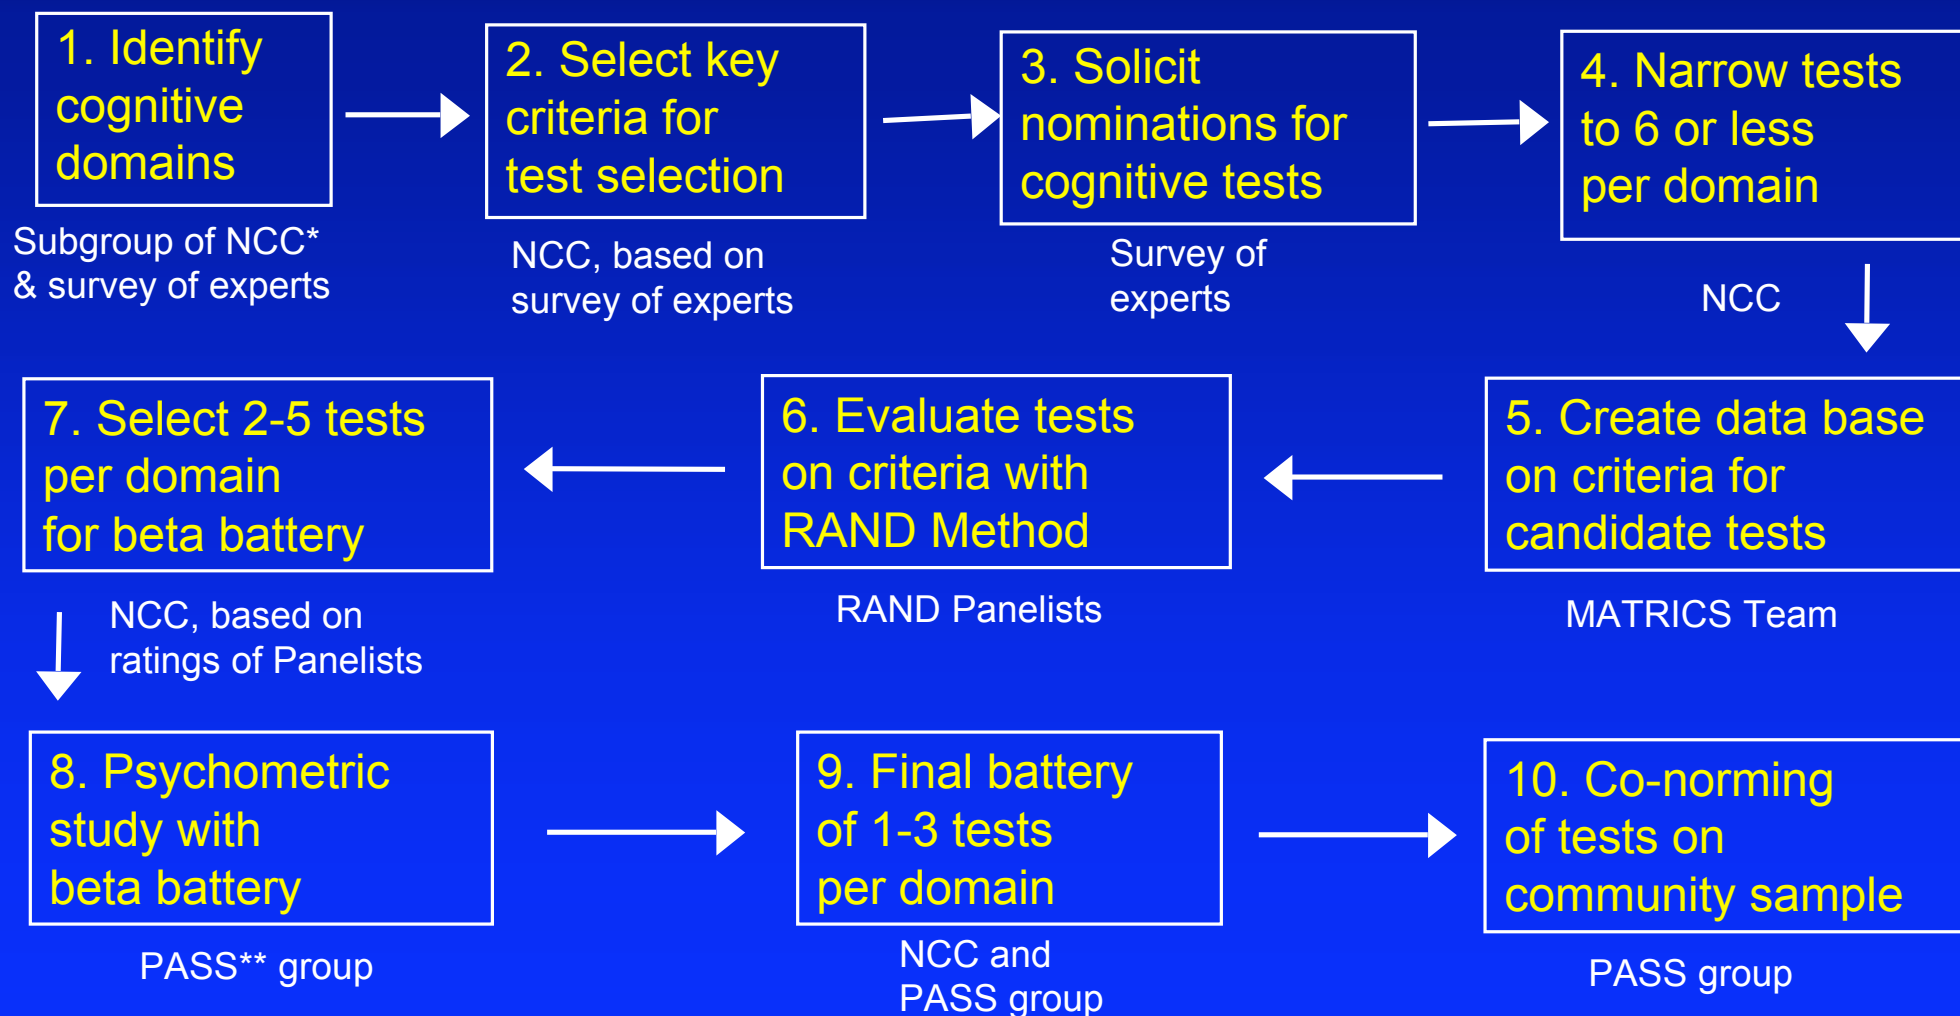 1. Identify
cognitive
domains
Subgroup of NCC*
& survey of experts
2. Select key
criteria for
test selection
NCC, based on
survey of experts
3. Solicit
nominations for
cognitive tests
Survey of
experts
4. Narrow tests
to 6 or less
per domain
NCC
5. Create data base
on criteria for
candidate tests
MATRICS Team
6. Evaluate tests
on criteria with
RAND Method
RAND Panelists
7. Select 2-5 tests
per domain
for beta battery
NCC, based on
ratings of Panelists
8. Psychometric
study with
beta battery
PASS** group
9. Final battery
of 1-3 tests
per domain
NCC and
PASS group
10. Co-norming
of tests on
community sample
PASS group